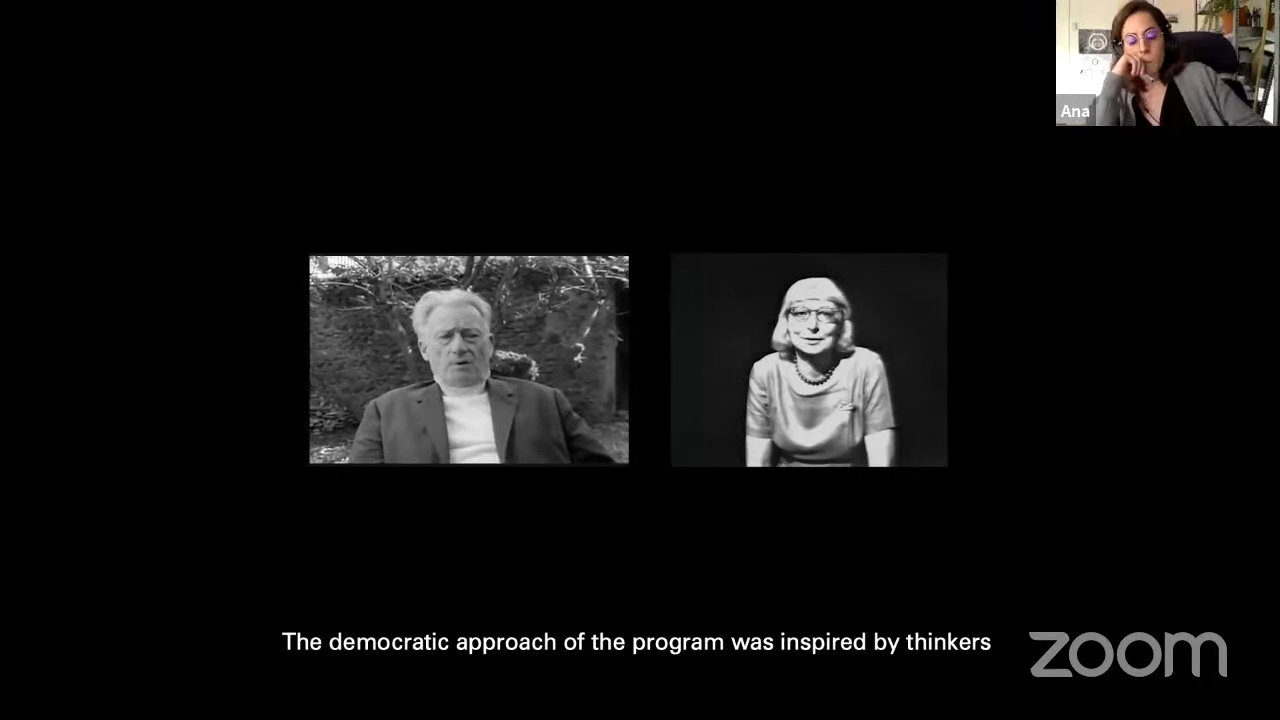 Ana
The democratic approach of the program was inspired by thinkers
zoom